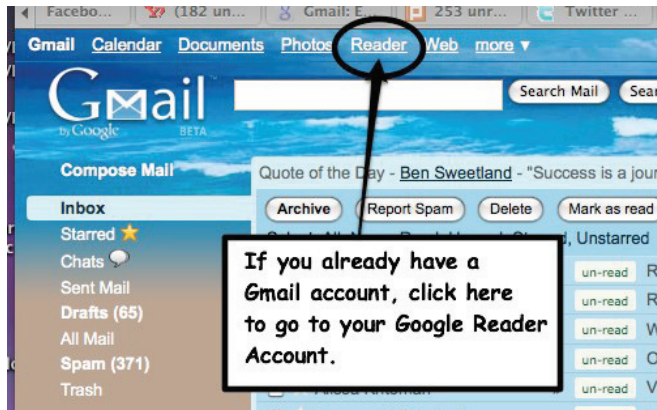 Facebo... (182 un... Gmail: E... 253 unr... Twitter ...
Gmail Calendar Documents Photos Reader Web more ▼
Gmail
by Google BETA
Search Mail
Compose Mail
Quote of the Day - Ben Sweetland - "Success is a jour
Inbox
Archive Report Spam Delete Mark as read
Starred
, Unstarred
Chats
Sent Mail
Drafts (65)
All Mail
Spam (371)
Trash
If you already have a
Gmail account, click here
to go to your Google Reader
Account.
un-read R
un-read R
un-read W
un-read O
un-read V